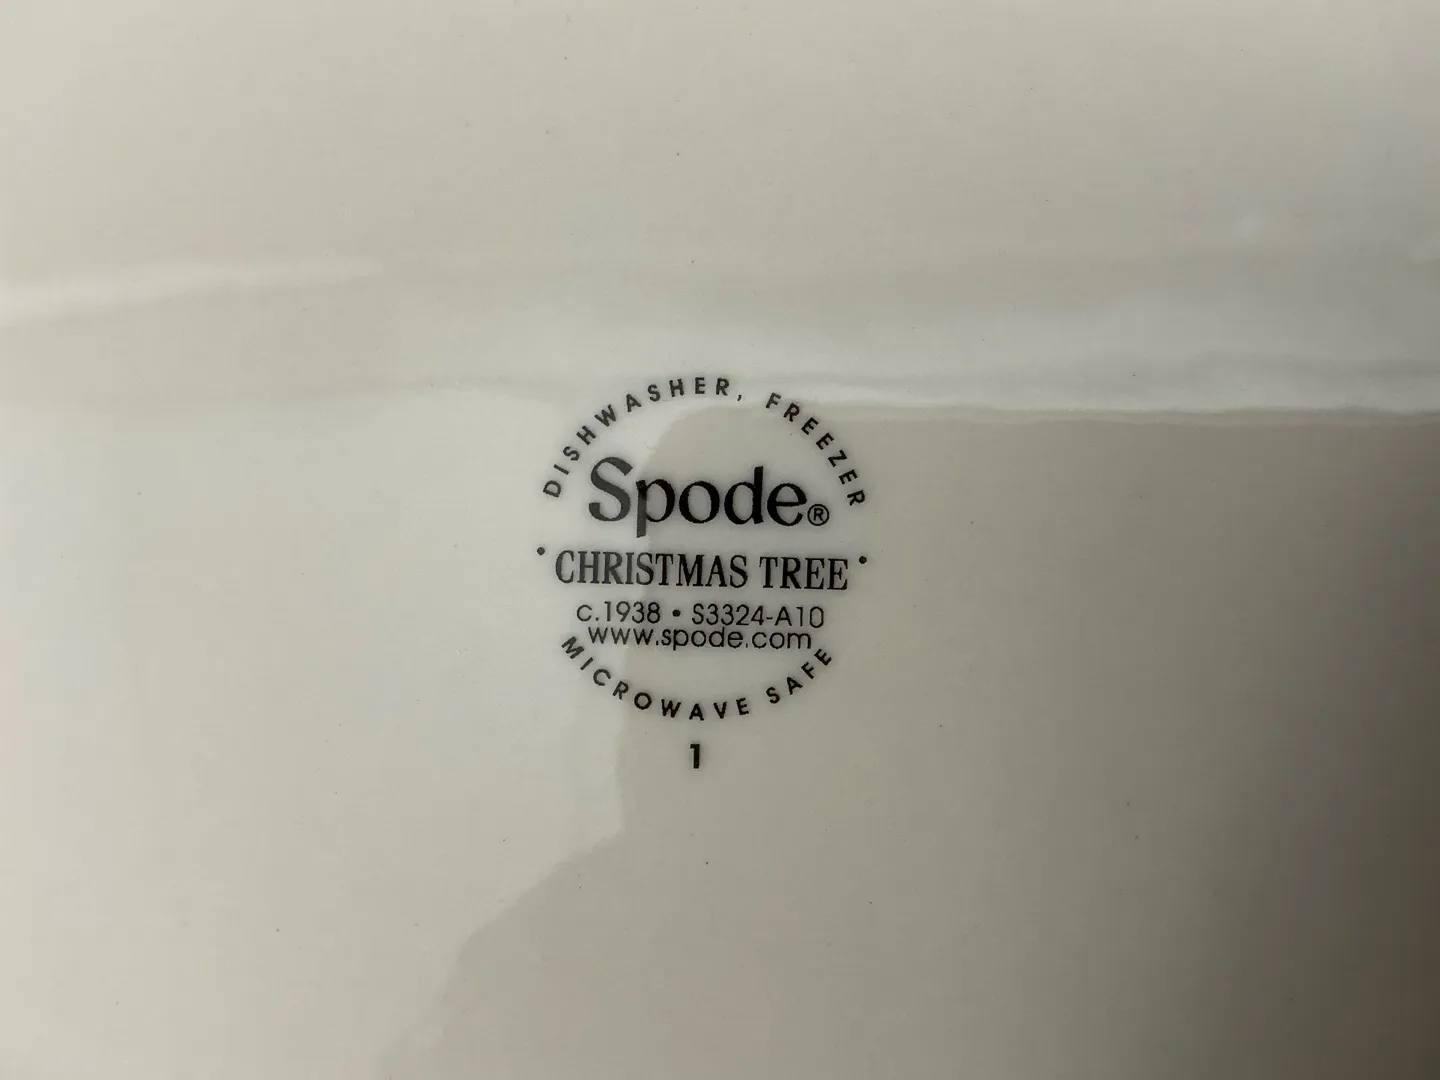 DISHWASHER, FREEZER
Spode®
• CHRISTMAS TREE •
c.1938 • S3324-A10
www.spode.com
MICROWAVE SAFE
1